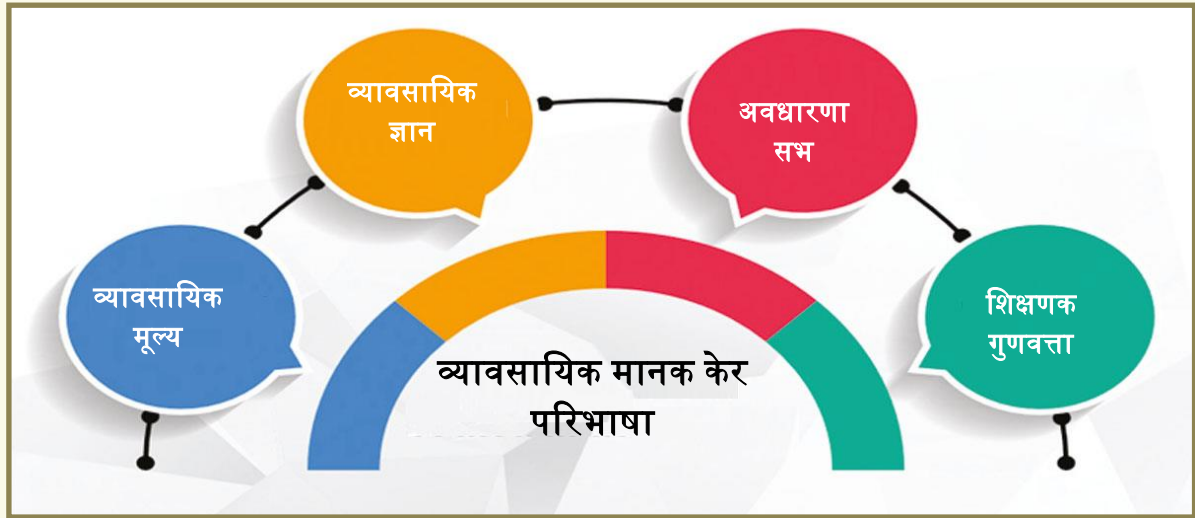 व्यावसायिक
ज्ञान
अवधारणा
सभ
व्यावसायिक
मूल्य
शिक्षणक
गुणवत्ता
व्यावसायिक मानक केर
परिभाषा